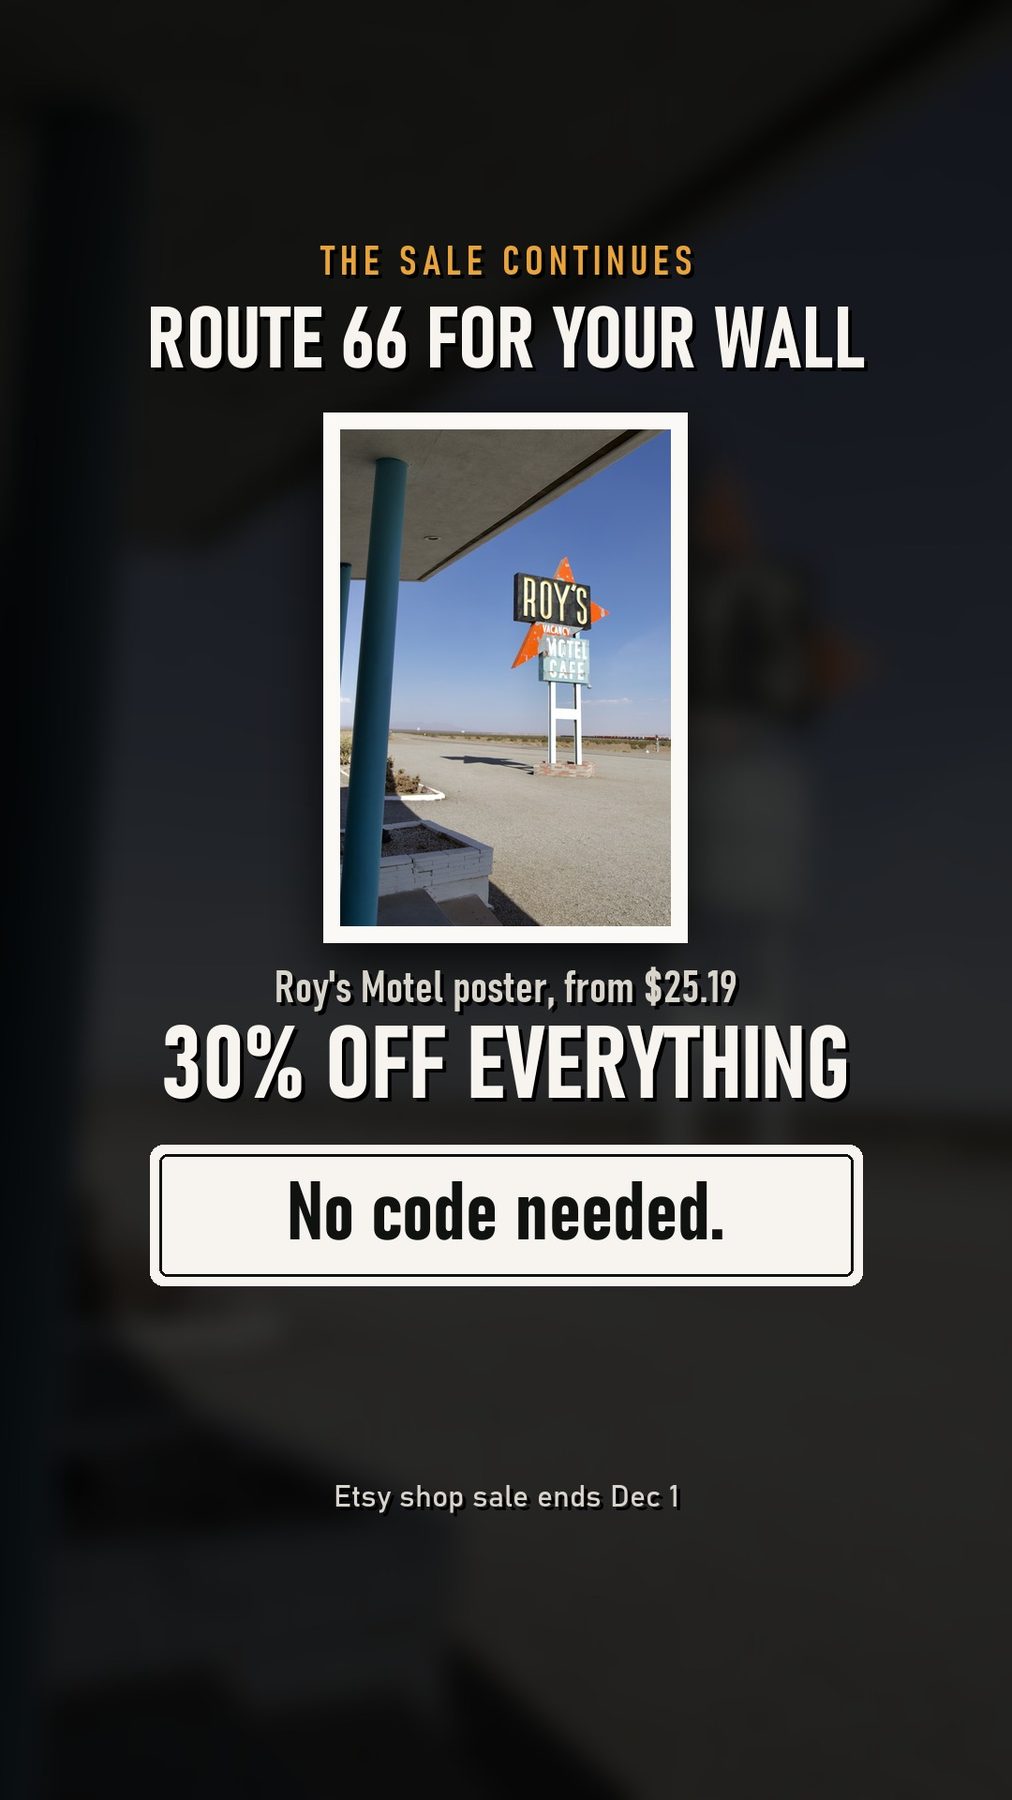 THE SALE CONTINUES
ROUTE 66 FOR YOUR WALL
ROY'S
VACANCY
MOTEL
CAFE
Roy's Motel poster, from $25.19
30% OFF EVERYTHING
No code needed.
Etsy shop sale ends Dec 1